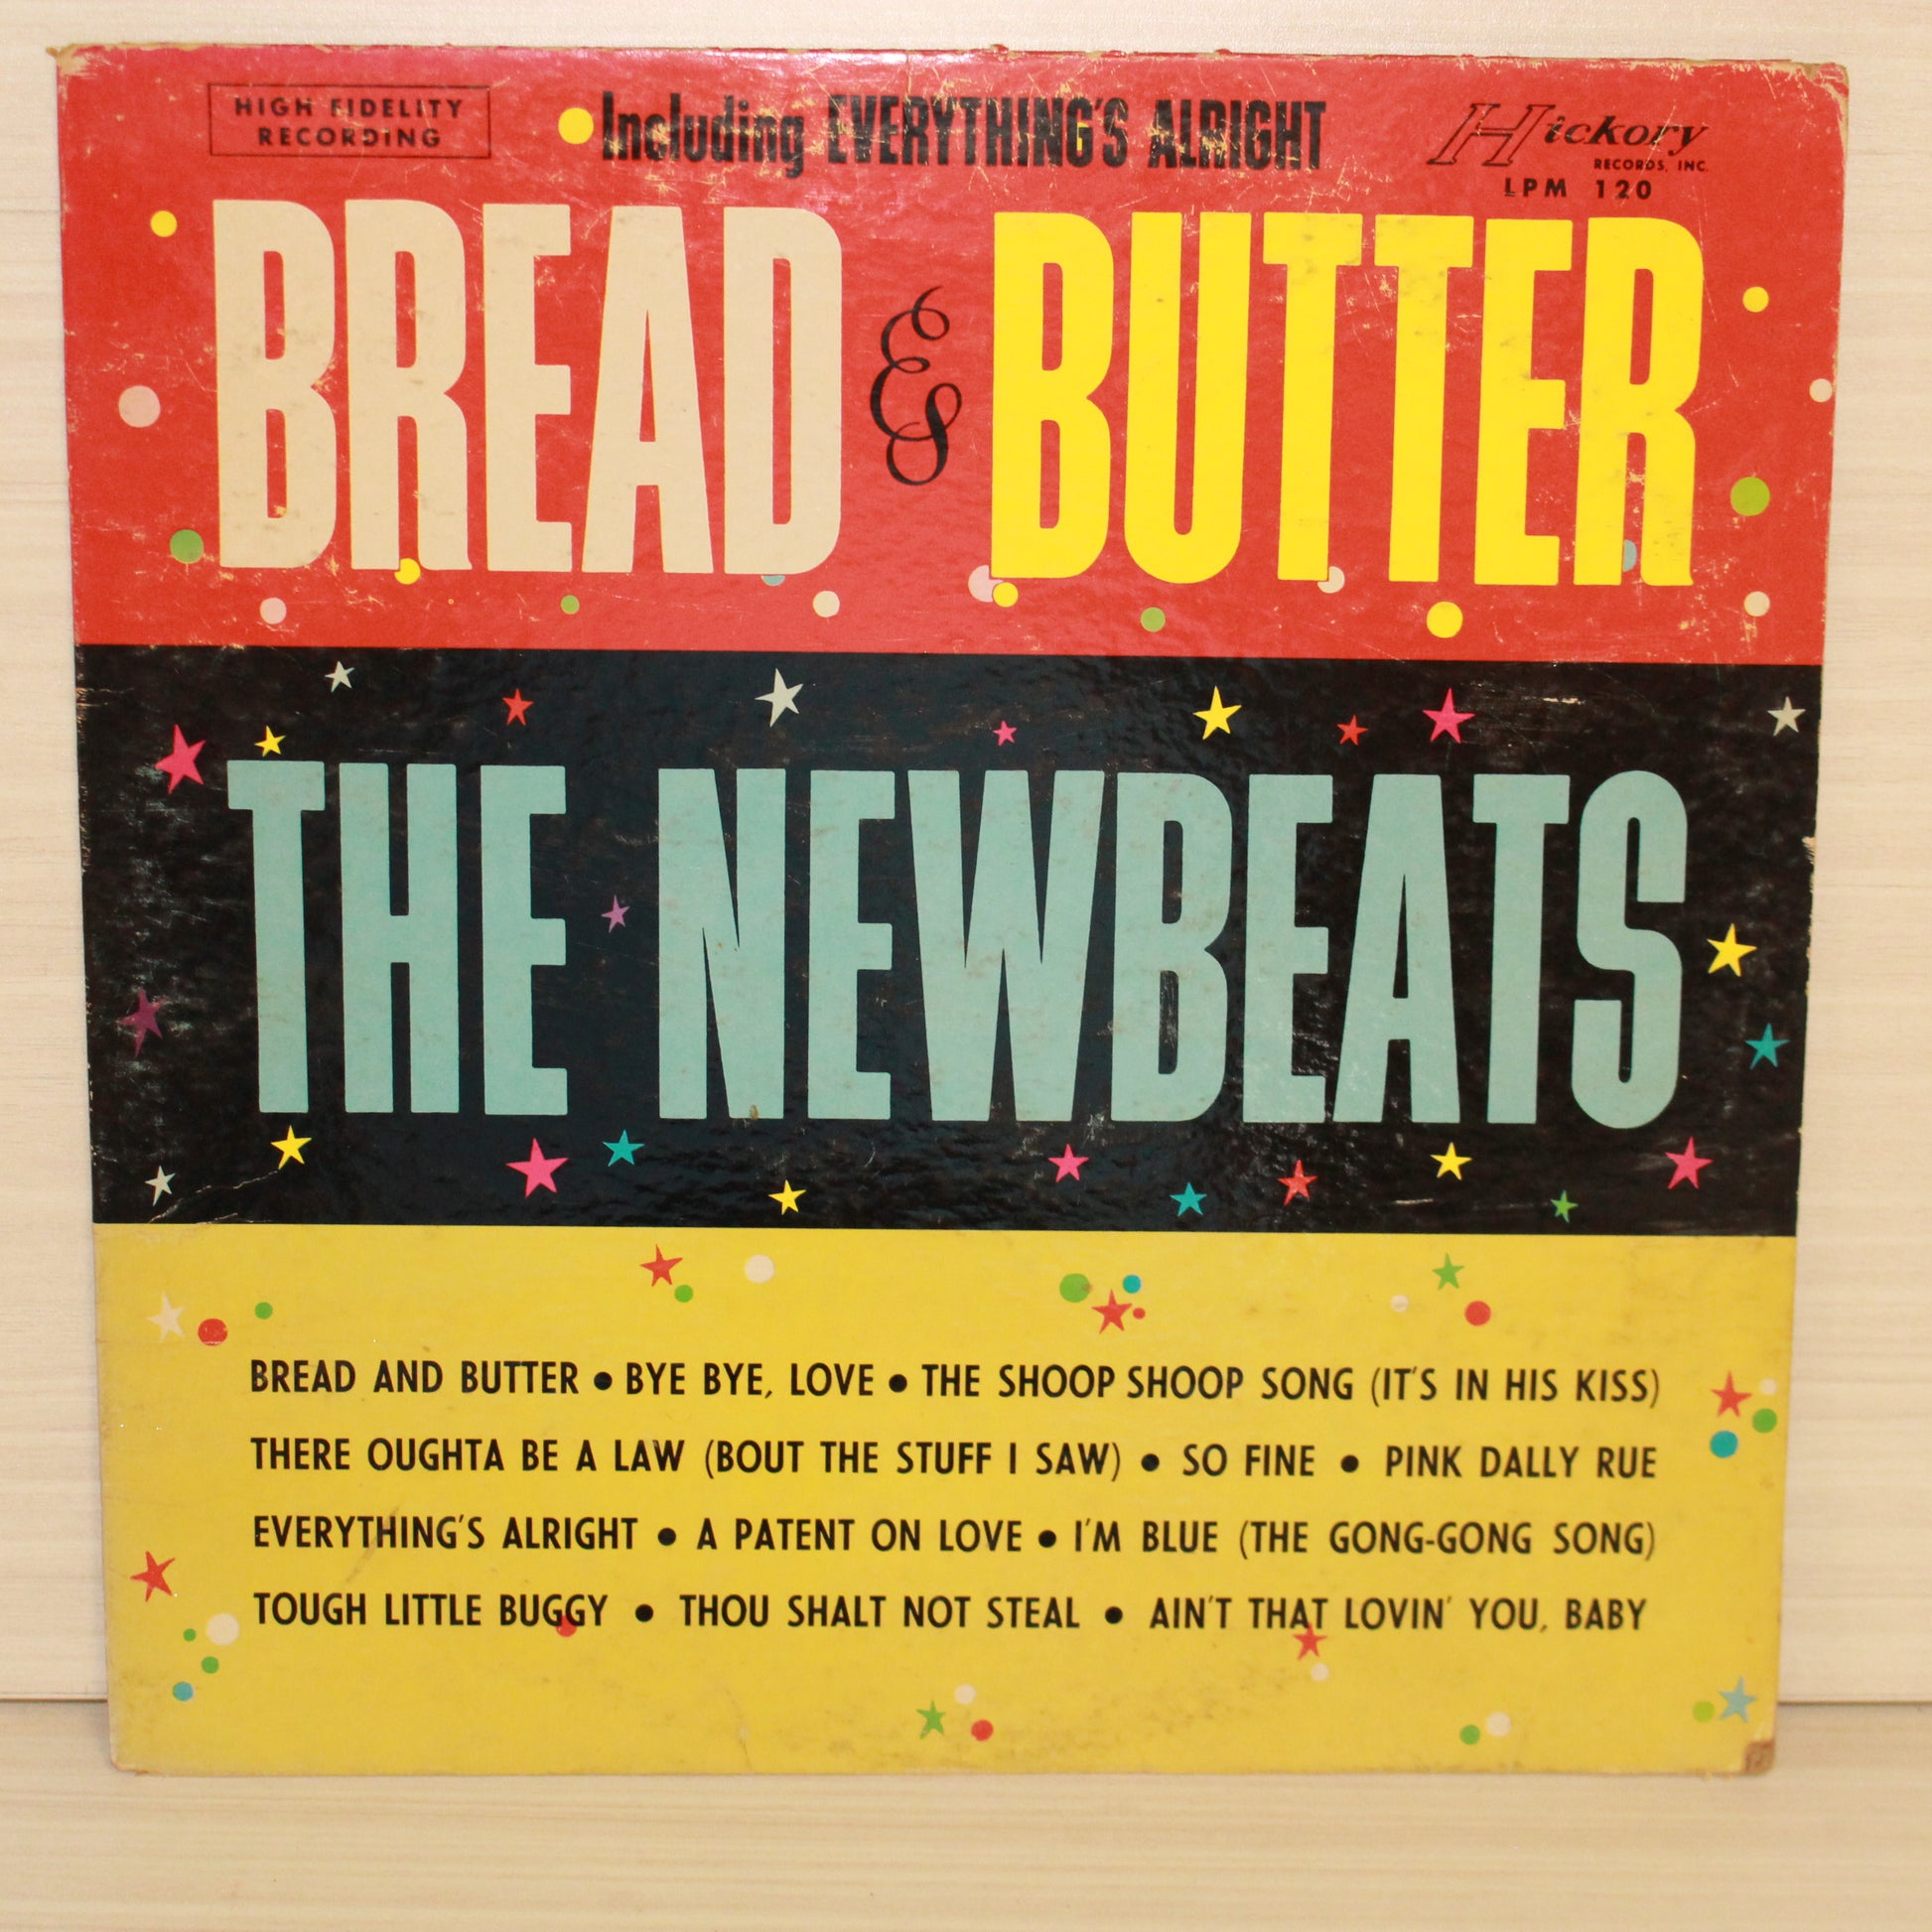 HIGH FIDELITY
RECORDING
Including EVERYTHING'S ALRIGHT
Hickory
RECORDS, INC.
LPM 120
BREAD & BUTTER
THE NEWBEATS
BREAD AND BUTTER • BYE BYE, LOVE • THE SHOOP SHOOP SONG (IT'S IN HIS KISS)
THERE OUGHTA BE A LAW (BOUT THE STUFF I SAW) • SO FINE • PINK DALLY RUE
EVERYTHING'S ALRIGHT • A PATENT ON LOVE • I'M BLUE (THE GONG-GONG SONG)
TOUGH LITTLE BUGGY • THOU SHALT NOT STEAL • AIN'T THAT LOVIN' YOU, BABY